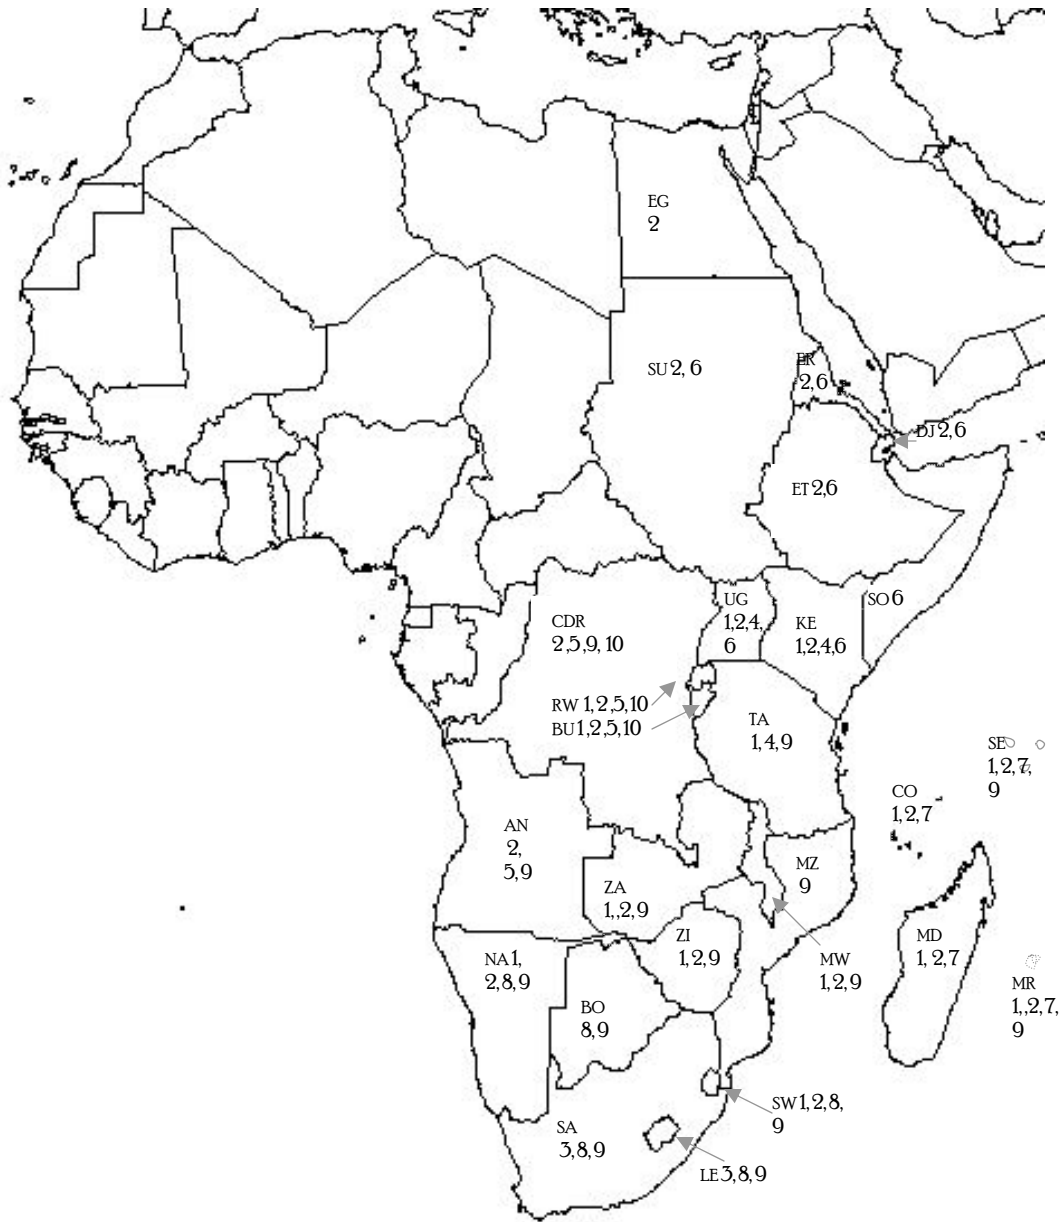 EG
2
SU 2, 6
ER
2,6
DJ 2,6
ET 2,6
UG
1,2,4,
6
KE
1,2,4,6
SO 6
CDR
2,5,9,10
RW 1,2,5,10
BU 1,2,5,10
TA
1,4,9
SE
1,2,7,
9
CO
1,2,7
AN
2,
5,9
MZ
9
ZA
1,,2,9
ZI
1,2,9
MW
1,2,9
MD
1,2,7
MR
1,,2,7,
9
NA 1,
2,8,9
BO
8,9
SW 1,2,8,
9
SA
3,8,9
LE 3,8,9